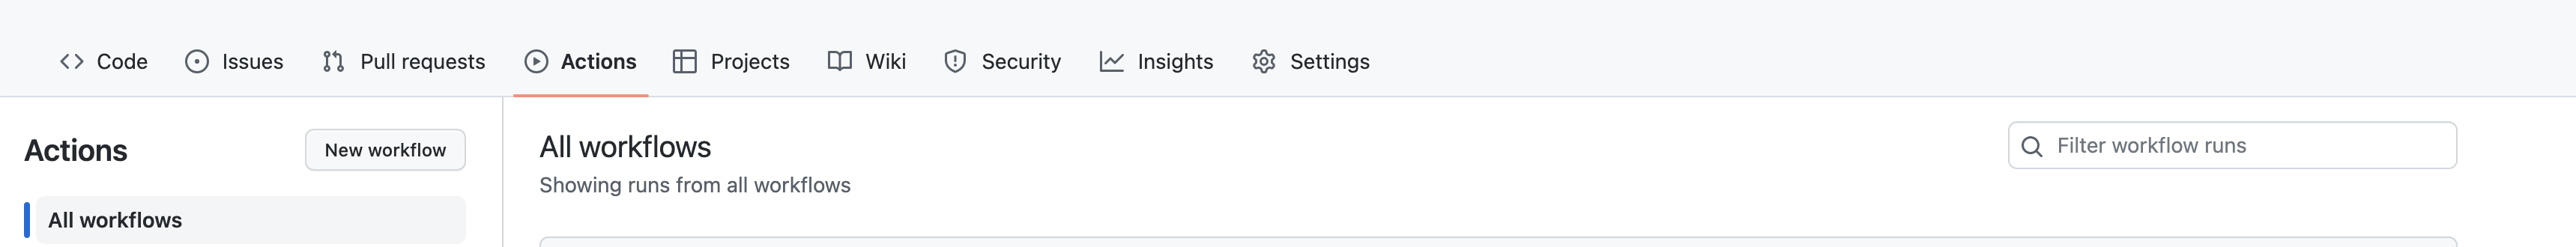 Code Issues Pull requests Actions Projects Wiki Security Insights Settings
Actions
New workflow
All workflows
All workflows
Showing runs from all workflows
Filter workflow runs